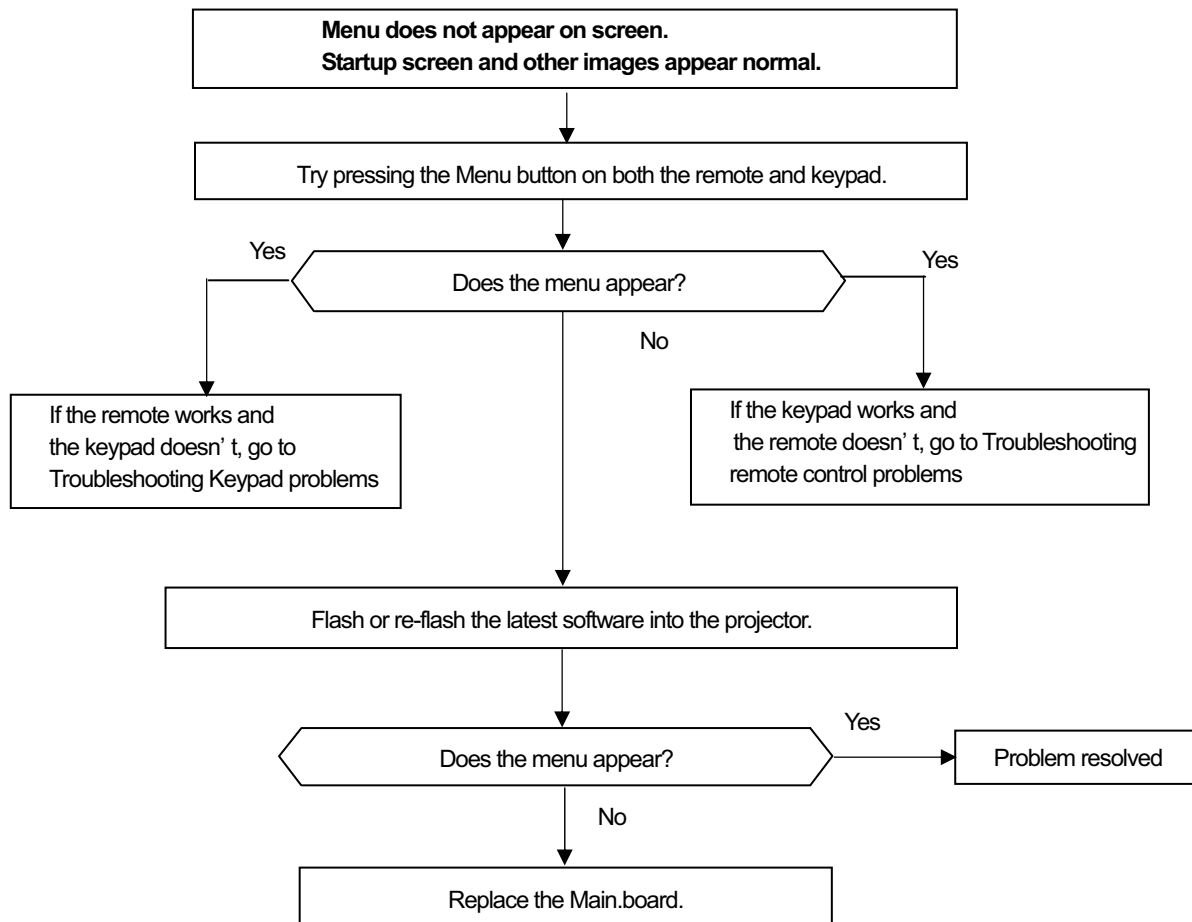 Menu does not appear on screen.
Startup screen and other images appear normal.
Try pressing the Menu button on both the remote and keypad.
Yes
Does the menu appear?
Yes
No
If the remote works and
the keypad doesn’ t, go to
Troubleshooting Keypad problems
If the keypad works and
the remote doesn’ t, go to Troubleshooting
remote control problems
Flash or re-flash the latest software into the projector.
Does the menu appear?
Yes
Problem resolved
No
Replace the Main.board.